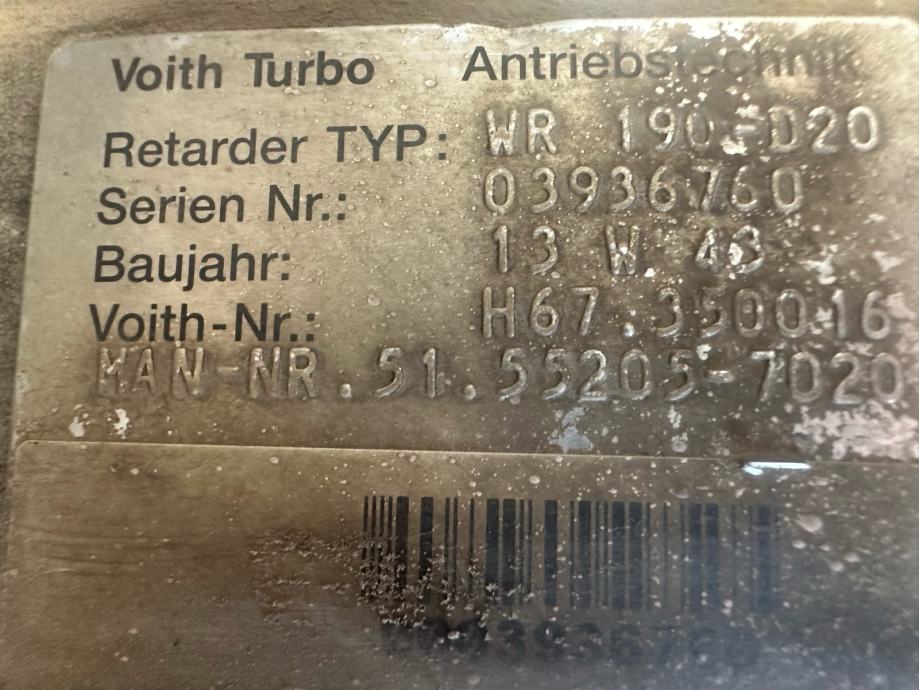 Voith Turbo Antriebstechnik
Retarder TYP: WR 190-D20
Serien Nr.: 03936760
Baujahr: 13 W 43
Voith-Nr.: H67.350016
MAN-NR.51.55205-7020